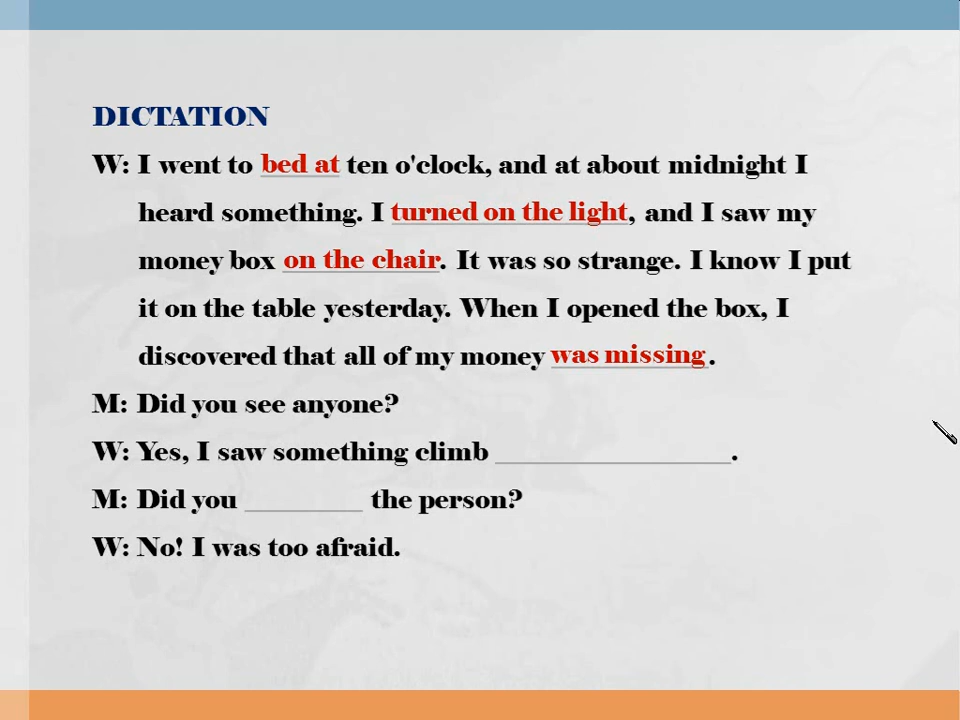 DICTATION
W: I went to bed at ten o'clock, and at about midnight I
heard something. I turned on the light, and I saw my
money box on the chair. It was so strange. I know I put
it on the table yesterday. When I opened the box, I
discovered that all of my money was missing.
M: Did you see anyone?
W: Yes, I saw something climb ________________.
M: Did you ________ the person?
W: No! I was too afraid.